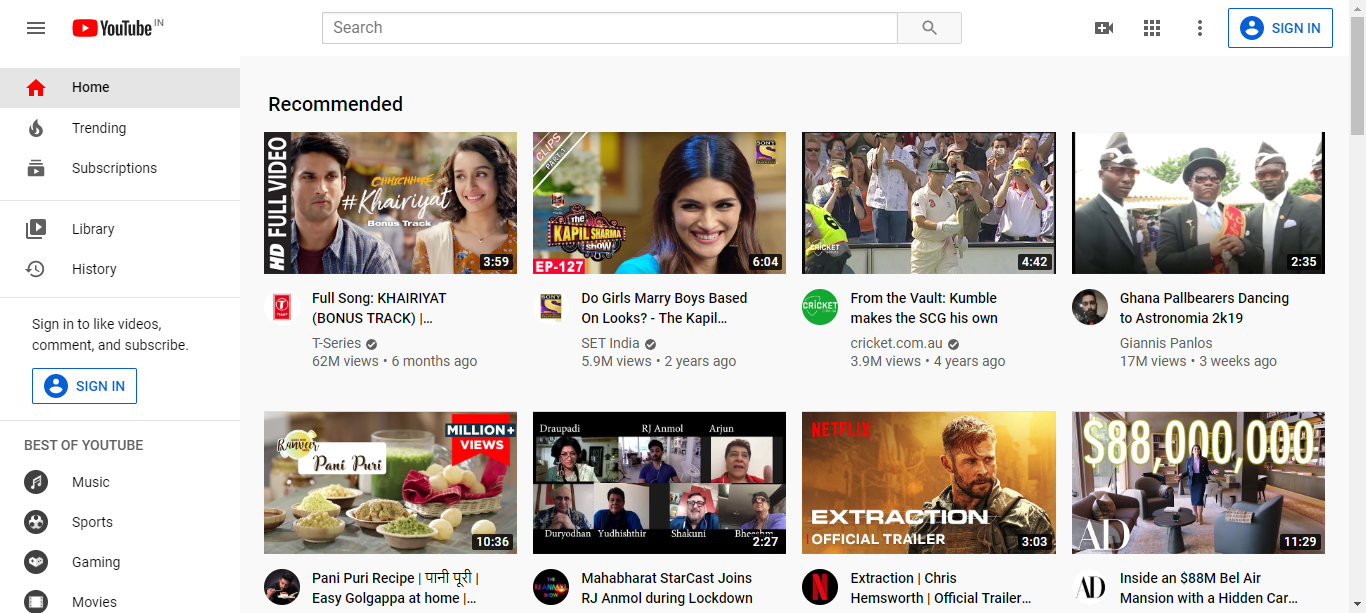 YouTube IN
Search
SIGN IN
Home
Trending
Subscriptions
Library
History
Sign in to like videos,
comment, and subscribe.
SIGN IN
BEST OF YOUTUBE
Music
Sports
Gaming
Movies
Recommended
HD FULL VIDEO
CHHICHHORE
#Khairiyat
Bonus Track
3:59
Full Song: KHAIRIYAT
(BONUS TRACK) |…
T-Series
62M views • 6 months ago
CLIPS
PART-1
The
KAPIL SHARMA
Show
EP-127
6:04
SONY
Do Girls Marry Boys Based
On Looks? - The Kapil…
SET India
5.9M views • 2 years ago
CRICKET
4:42
CRICKET
From the Vault: Kumble
makes the SCG his own
cricket.com.au
3.9M views • 4 years ago
2:35
Ghana Pallbearers Dancing
to Astronomia 2k19
Giannis Panlos
17M views • 3 weeks ago
Ranveer
Pani Puri
MILLION+
VIEWS
10:36
Pani Puri Recipe | पानी पूरी |
Easy Golgappa at home |…
Draupadi RJ Anmol Arjun
Duryodhan Yudhishthir Shakuni Bheeshm
2:27
THE
RJ ANMOL
SHOW
Mahabharat StarCast Joins
RJ Anmol during Lockdown
NETFLIX
EXTRACTION
OFFICIAL TRAILER
3:03
N
Extraction | Chris
Hemsworth | Official Trailer…
$88,000,000
AD
11:29
AD
Inside an $88M Bel Air
Mansion with a Hidden Car…